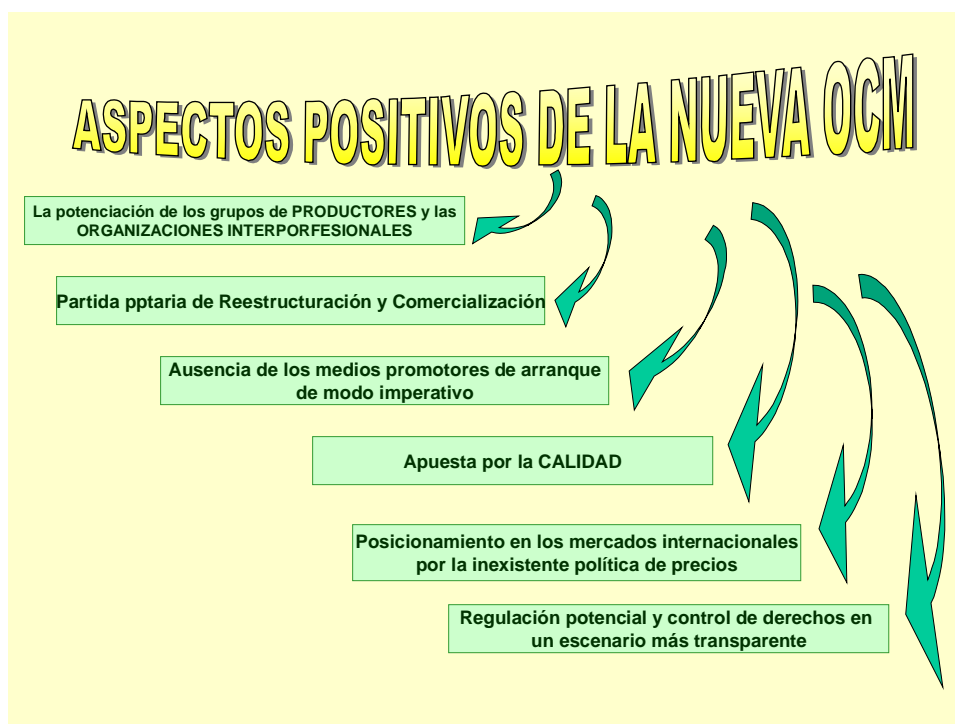 ASPECTOS POSITIVOS DE LA NUEVA OCM
La potenciación de los grupos de PRODUCTORES y las
ORGANIZACIONES INTERPORFESIONALES
Partida pptaria de Reestructuración y Comercialización
Ausencia de los medios promotores de arranque
de modo imperativo
Apuesta por la CALIDAD
Posicionamiento en los mercados internacionales
por la inexistente política de precios
Regulación potencial y control de derechos en
un escenario más transparente